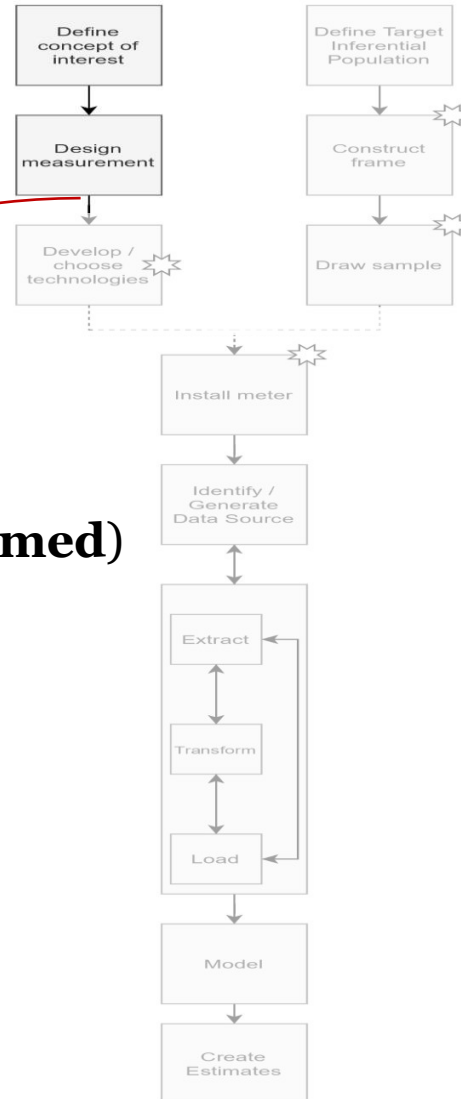 Define
concept of
interest
Define Target
Inferential
Population
Design
measurement
Construct
frame
Develop /
choose
technologies
Draw sample
Install meter
med)
Identify /
Generate
Data Source
Extract
Transform
Load
Model
Create
Estimates